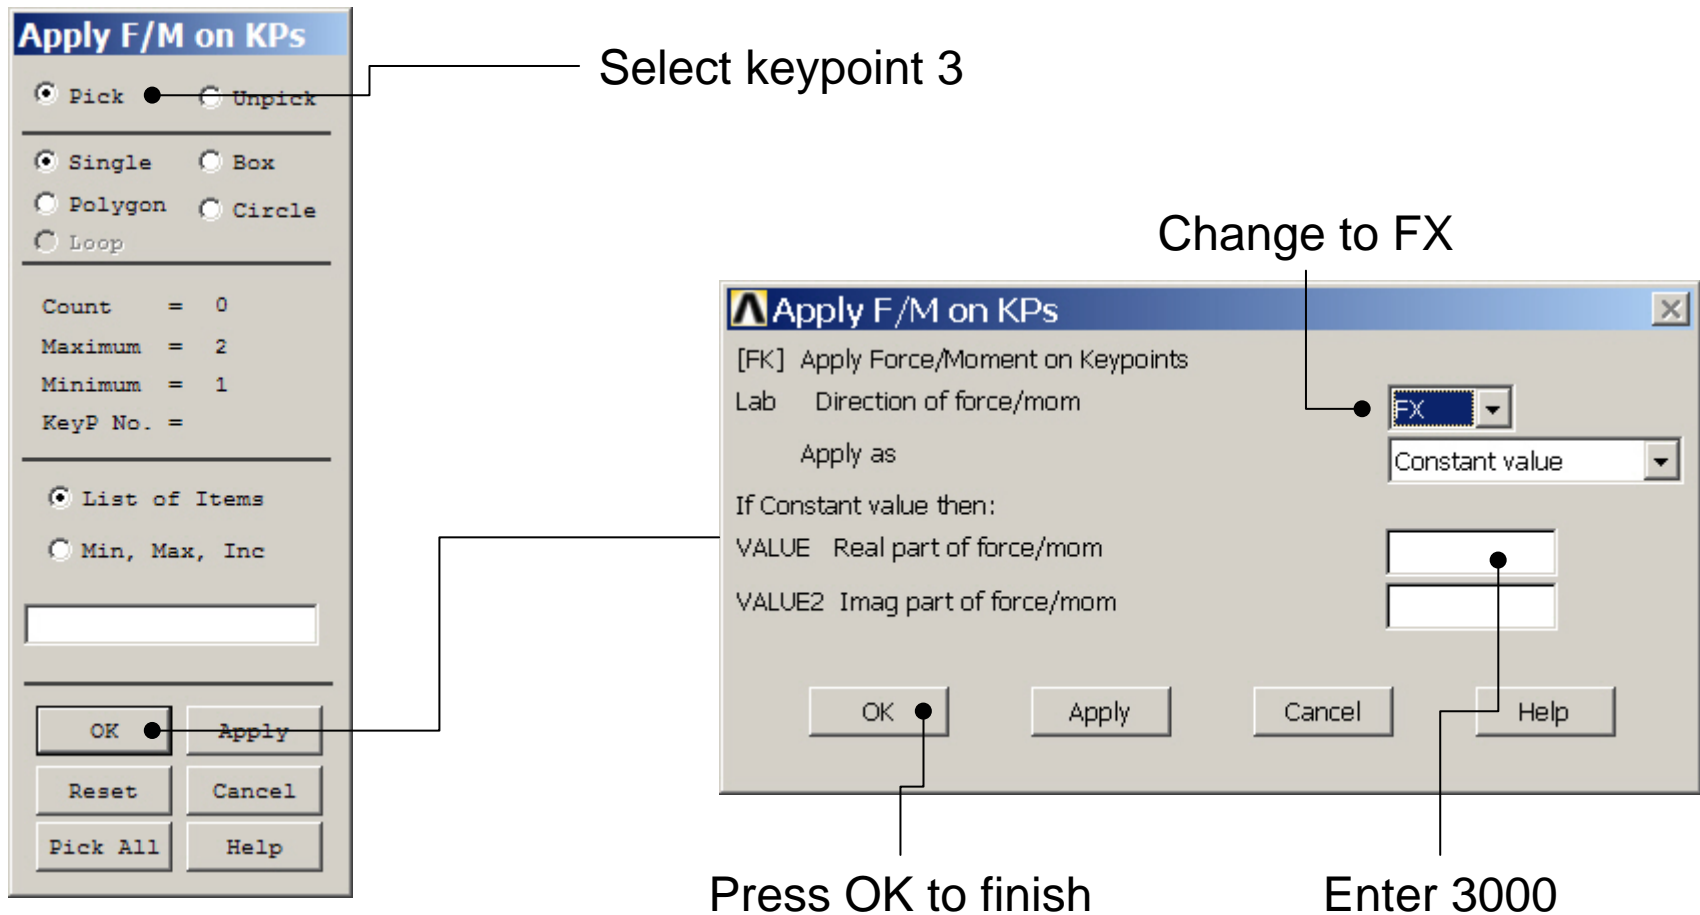 Apply F/M on KPs
Pick Unpick
Single Box
Polygon Circle
Loop
Count = 0
Maximum = 2
Minimum = 1
KeyP No. =
List of Items
Min, Max, Inc
OK Apply
Reset Cancel
Pick All Help
Select keypoint 3
Change to FX
Apply F/M on KPs
[FK] Apply Force/Moment on Keypoints
Lab Direction of force/mom FX
Apply as Constant value
If Constant value then:
VALUE Real part of force/mom
VALUE2 Imag part of force/mom
OK Apply Cancel Help
Press OK to finish
Enter 3000